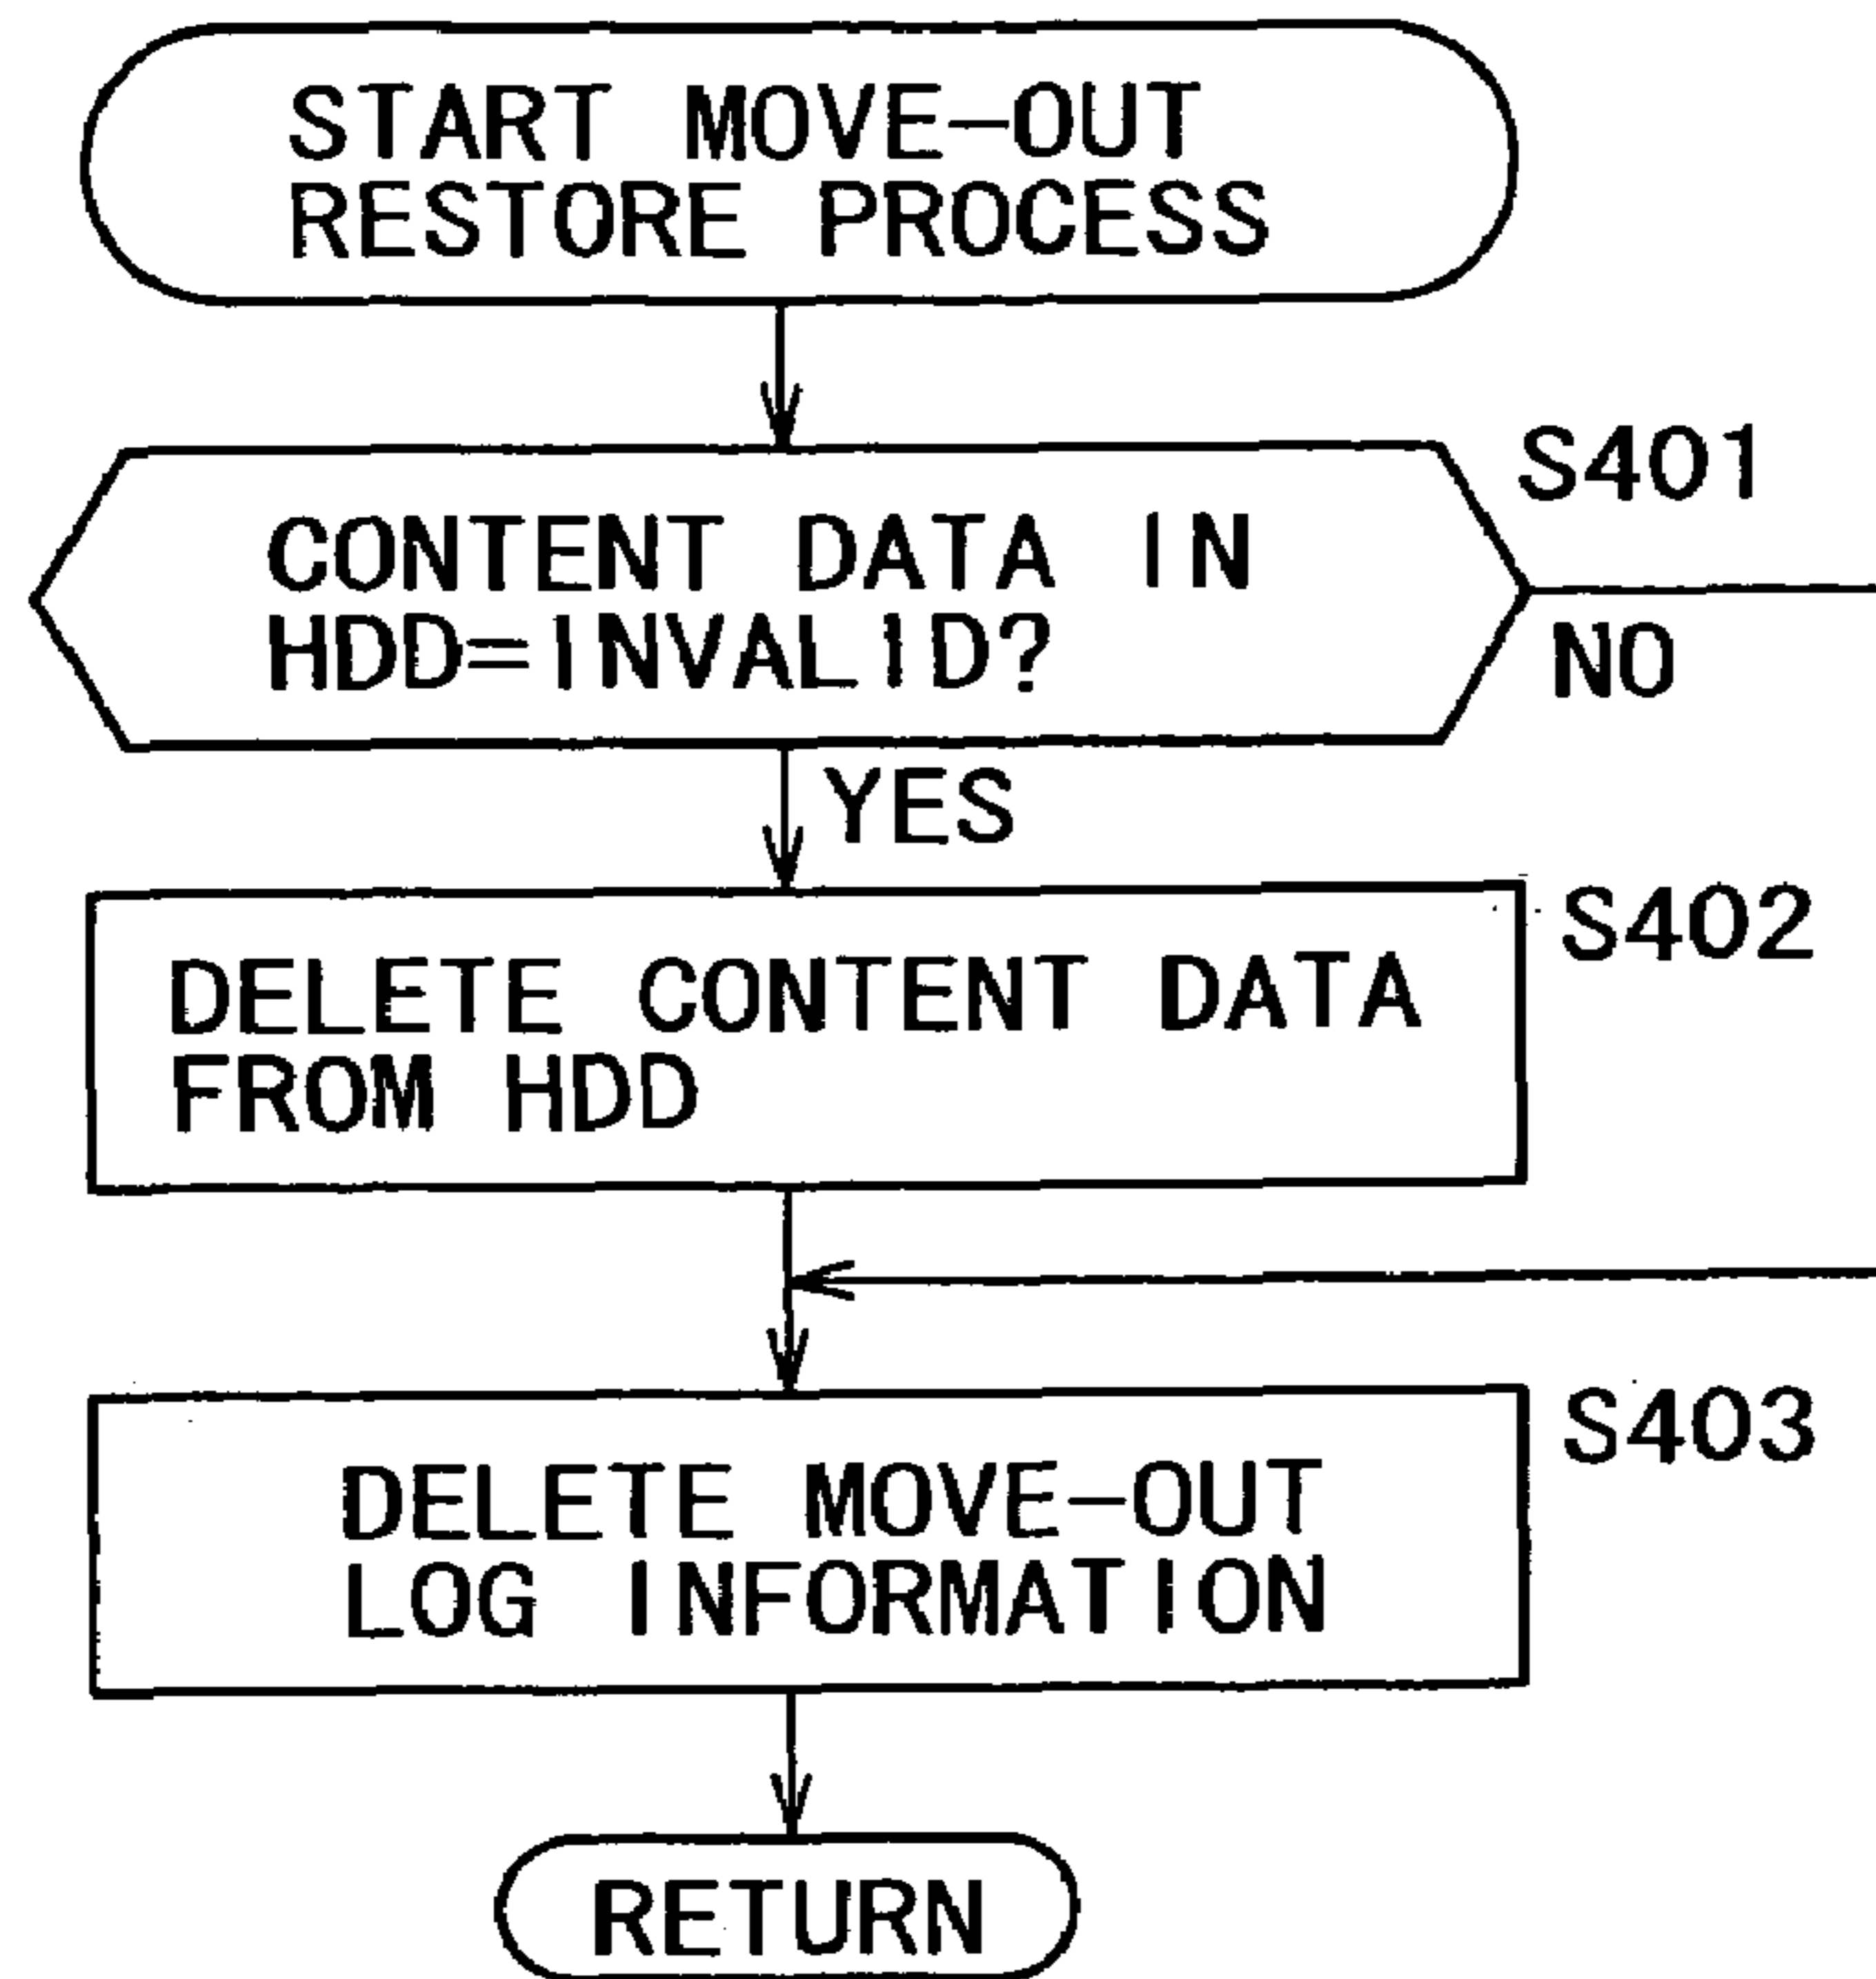 START MOVE-OUT
RESTORE PROCESS
S401
CONTENT DATA IN
HDD=INVALID?
NO
YES
S402
DELETE CONTENT DATA
FROM HDD
S403
DELETE MOVE-OUT
LOG INFORMATION
RETURN